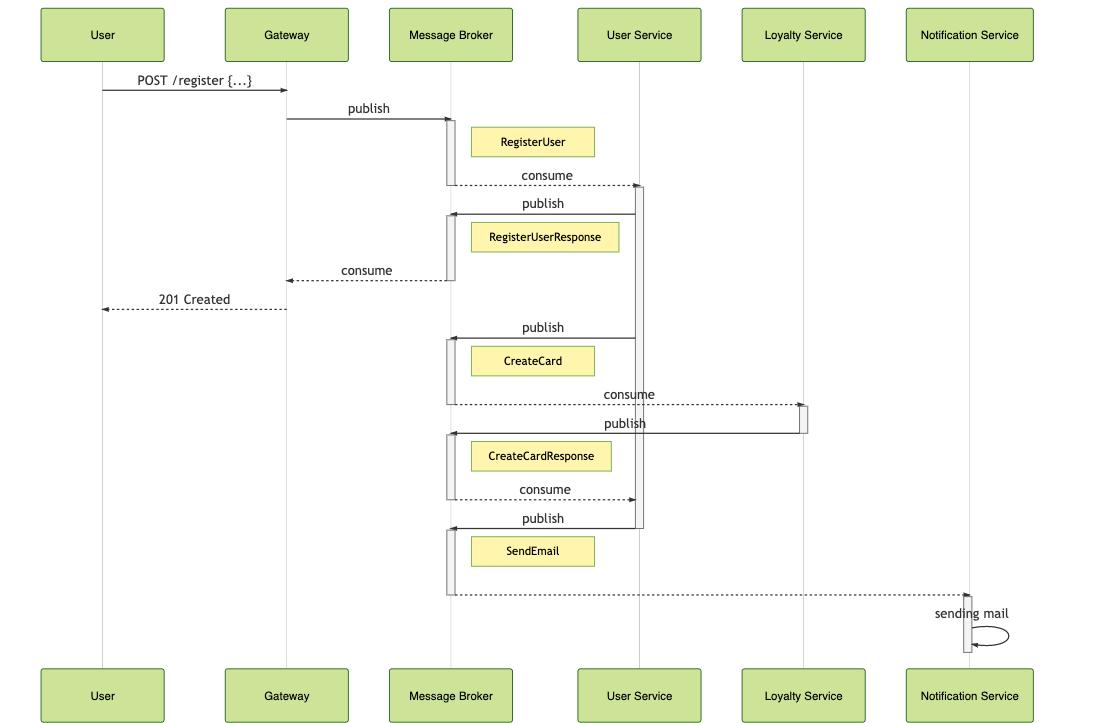 User
Gateway
Message Broker
User Service
Loyalty Service
Notification Service
POST /register {...}
publish
RegisterUser
consume
publish
RegisterUserResponse
consume
201 Created
publish
CreateCard
consume
publish
CreateCardResponse
consume
publish
SendEmail
sending mail
User
Gateway
Message Broker
User Service
Loyalty Service
Notification Service